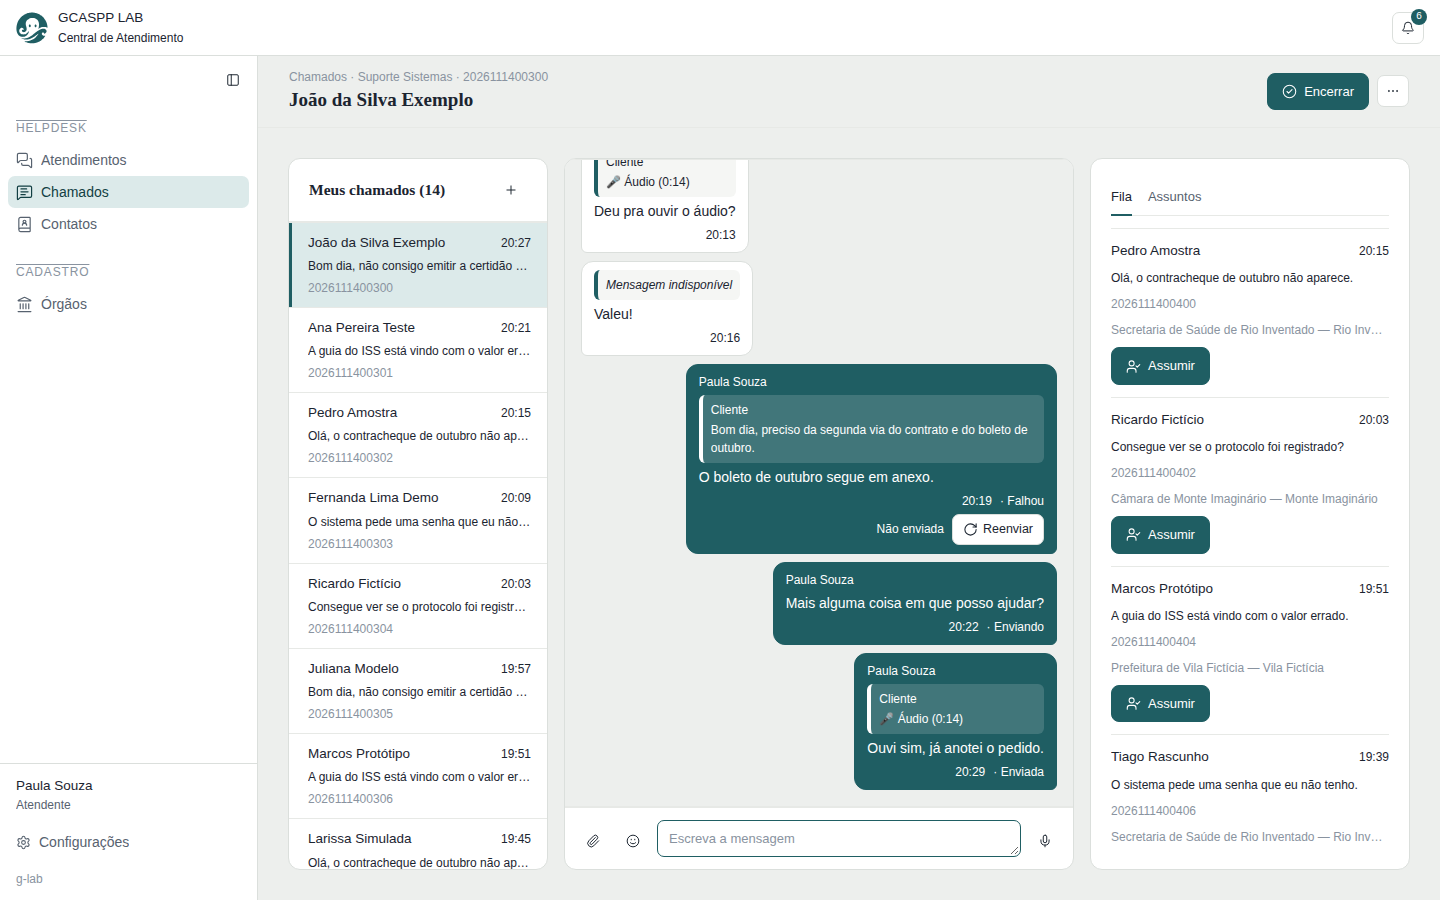 GCASPP LAB
Central de Atendimento
6
HELPDESK
Atendimentos
Chamados
Contatos
CADASTRO
Órgãos
Paula Souza
Atendente
Configurações
g-lab
Chamados · Suporte Sistemas · 2026111400300
João da Silva Exemplo
Encerrar
Meus chamados (14)
João da Silva Exemplo 20:27
Bom dia, não consigo emitir a certidão …
2026111400300
Ana Pereira Teste 20:21
A guia do ISS está vindo com o valor er…
2026111400301
Pedro Amostra 20:15
Olá, o contracheque de outubro não ap…
2026111400302
Fernanda Lima Demo 20:09
O sistema pede uma senha que eu não…
2026111400303
Ricardo Fictício 20:03
Consegue ver se o protocolo foi registr…
2026111400304
Juliana Modelo 19:57
Bom dia, não consigo emitir a certidão …
2026111400305
Marcos Protótipo 19:51
A guia do ISS está vindo com o valor er…
2026111400306
Larissa Simulada 19:45
Olá, o contracheque de outubro não ap…
Cliente
🎤 Áudio (0:14)
Deu pra ouvir o áudio?
20:13
Mensagem indisponível
Valeu!
20:16
Paula Souza
Cliente
Bom dia, preciso da segunda via do contrato e do boleto de
outubro.
O boleto de outubro segue em anexo.
20:19 · Falhou
Não enviada Reenviar
Paula Souza
Mais alguma coisa em que posso ajudar?
20:22 · Enviando
Paula Souza
Cliente
🎤 Áudio (0:14)
Ouvi sim, já anotei o pedido.
20:29 · Enviada
Escreva a mensagem
Fila Assuntos
Pedro Amostra 20:15
Olá, o contracheque de outubro não aparece.
2026111400400
Secretaria de Saúde de Rio Inventado — Rio Inv…
Assumir
Ricardo Fictício 20:03
Consegue ver se o protocolo foi registrado?
2026111400402
Câmara de Monte Imaginário — Monte Imaginário
Assumir
Marcos Protótipo 19:51
A guia do ISS está vindo com o valor errado.
2026111400404
Prefeitura de Vila Fictícia — Vila Fictícia
Assumir
Tiago Rascunho 19:39
O sistema pede uma senha que eu não tenho.
2026111400406
Secretaria de Saúde de Rio Inventado — Rio Inv…